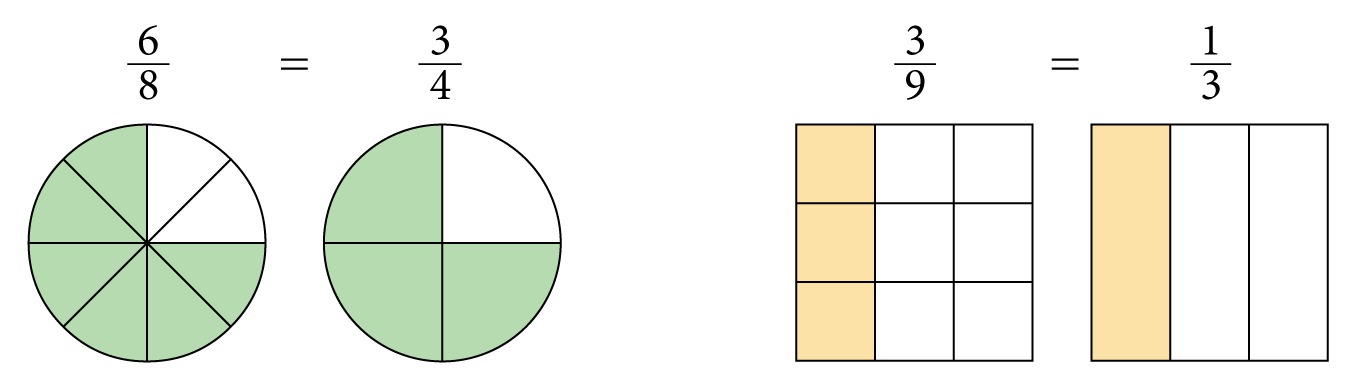 6/8 = 3/4
3/9 = 1/3